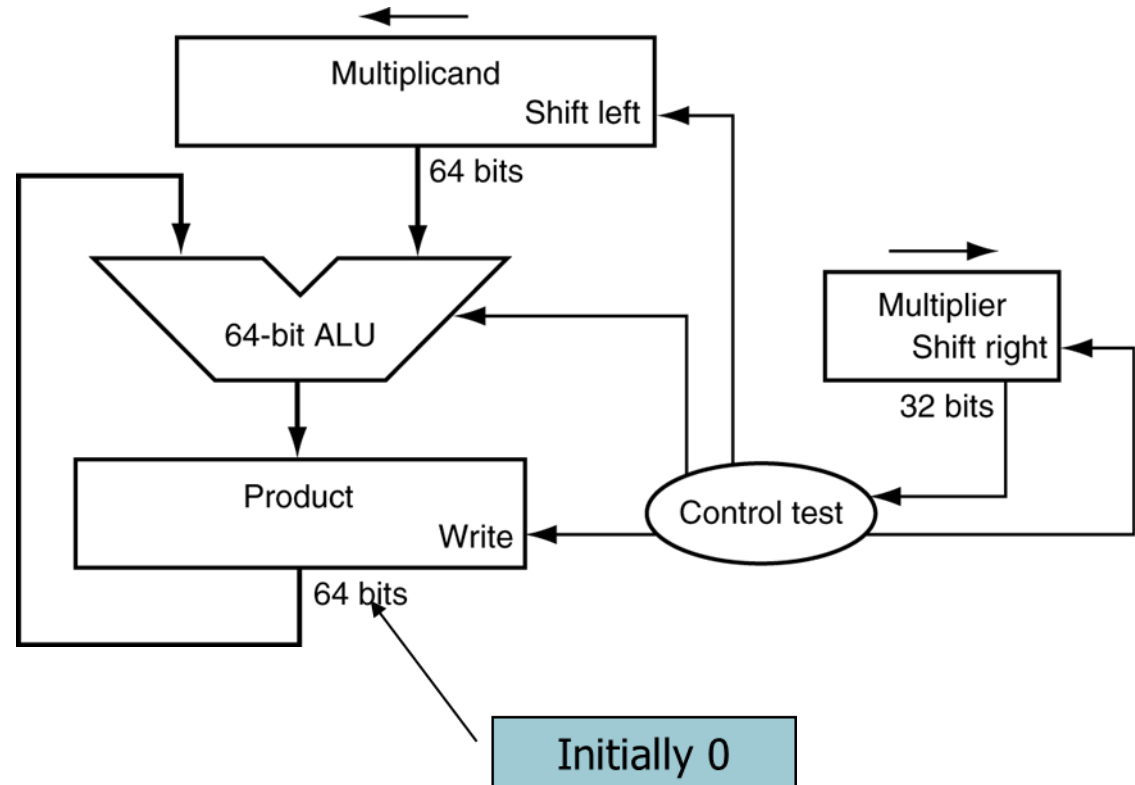 Multiplicand
Shift left
64 bits
64-bit ALU
Multiplier
Shift right
32 bits
Control test
Product
Write
64 bits
Initially 0